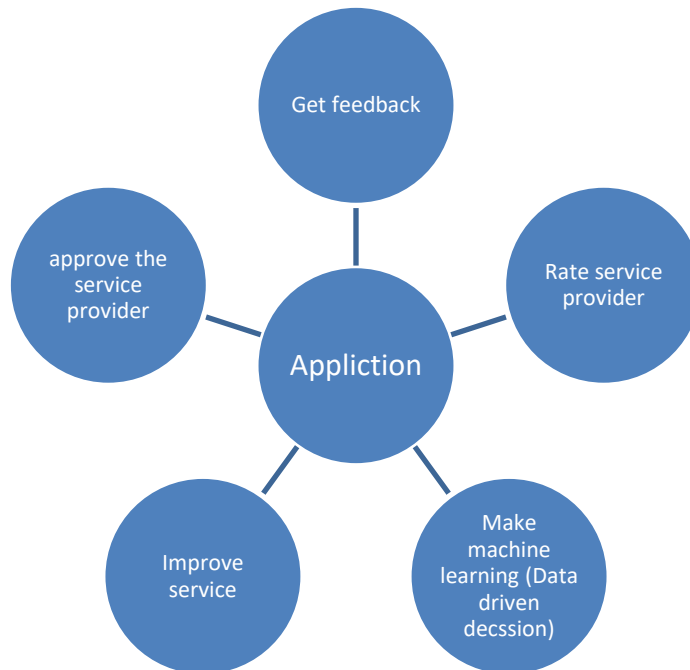 Get feedback
approve the
service
provider
Rate service
provider
Appliction
Improve
service
Make
machine
learning (Data
driven
decssion)